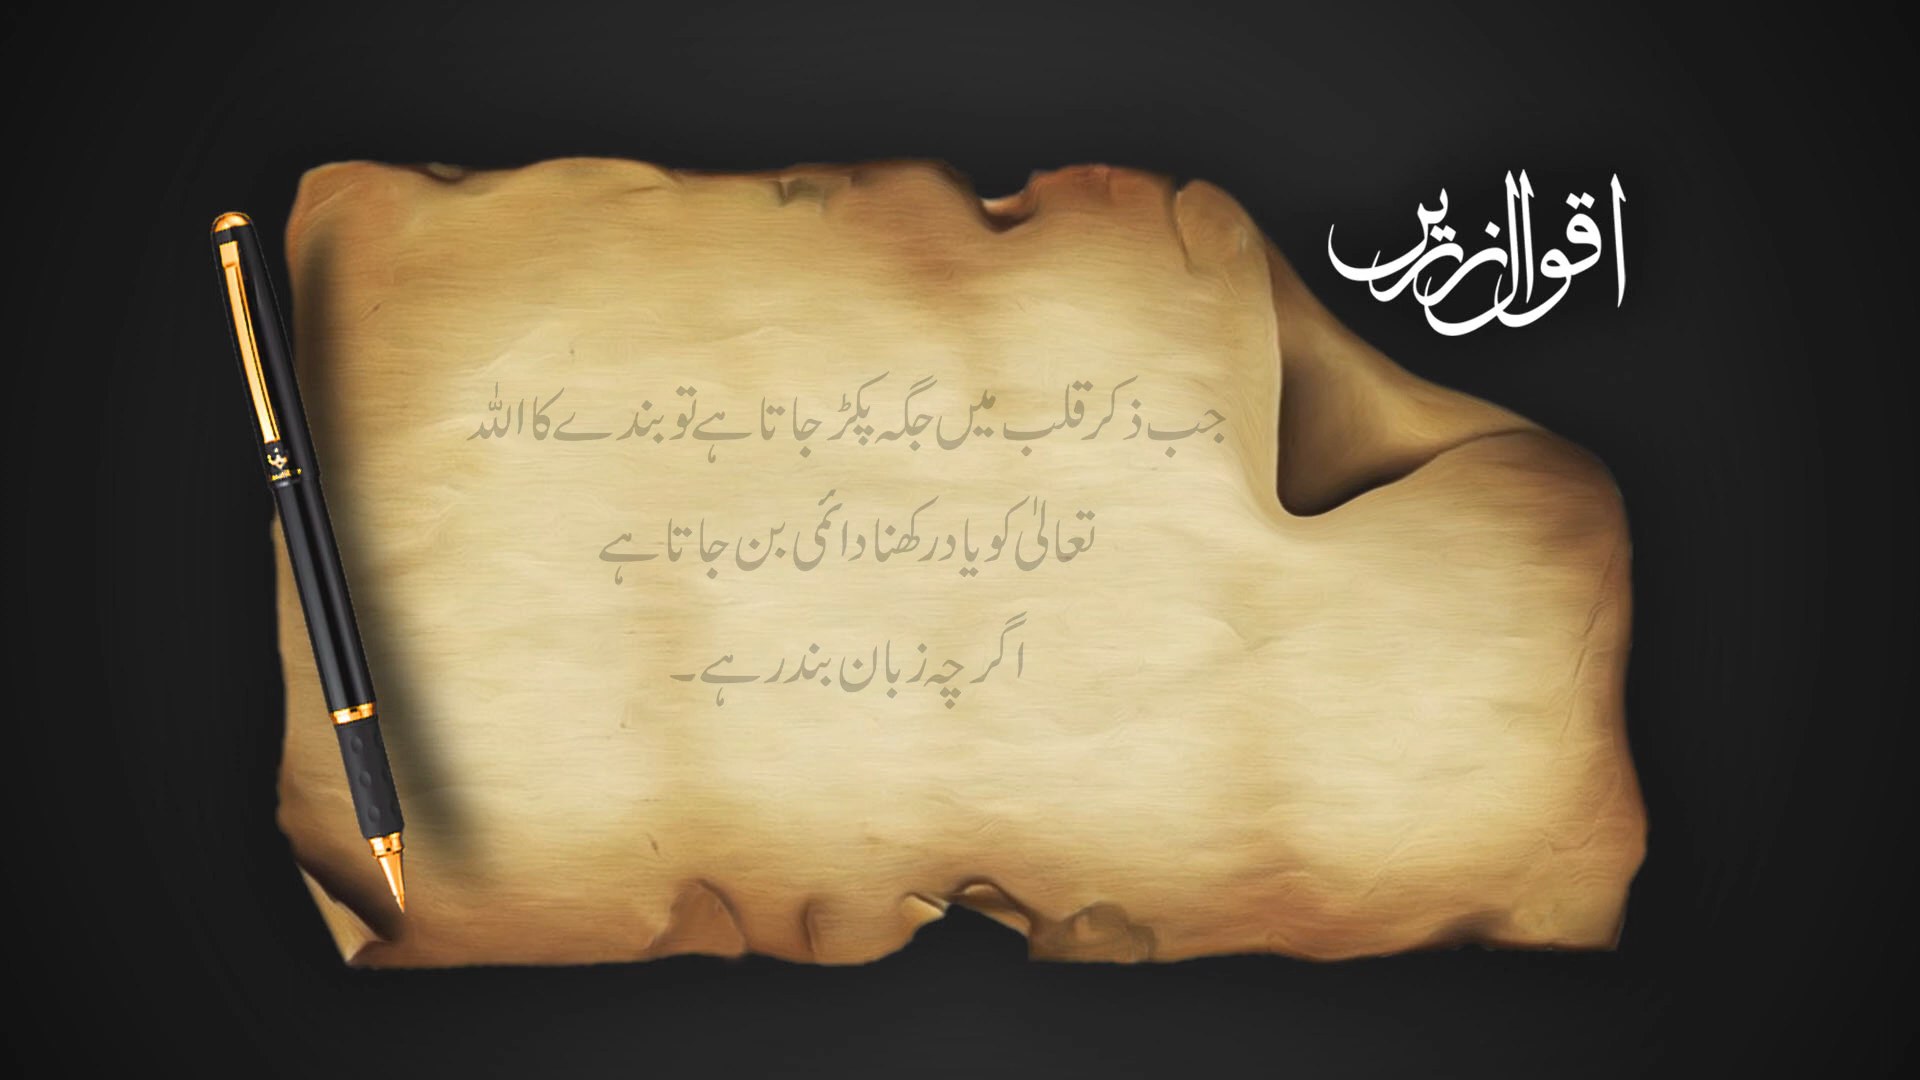 اقوال زریں
جب ذکر قلب میں جگہ پکڑ جاتا ہے تو بندے کا اللہ
تعالیٰ کو یاد رکھنا دائمی بن جاتا ہے
اگرچہ زبان بند رہے۔